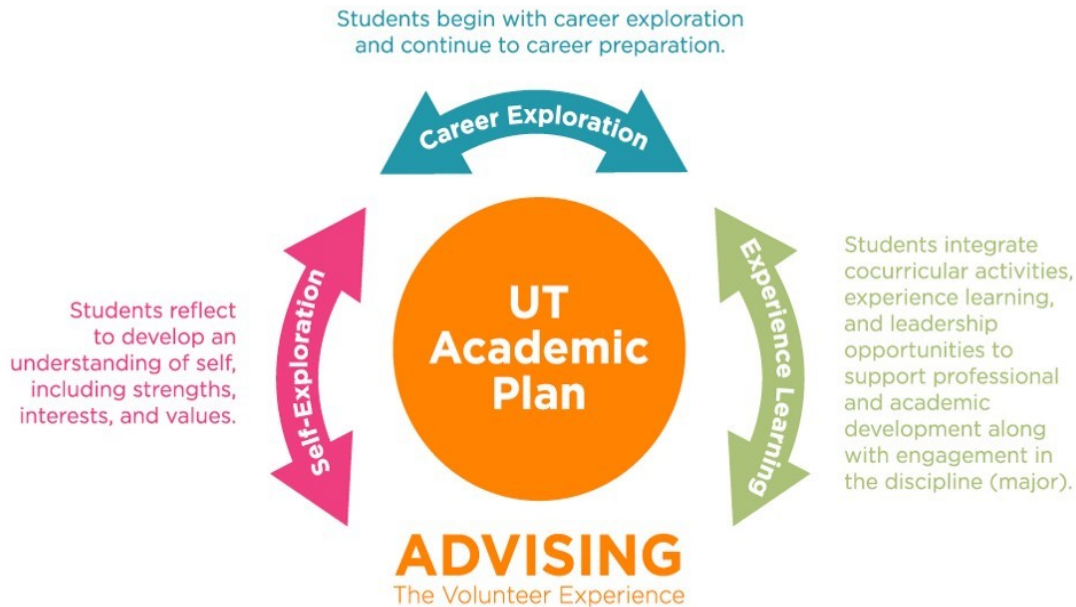 Students begin with career exploration
and continue to career preparation.
Career Exploration
Students reflect
to develop an
understanding of self,
including strengths,
interests, and values.
Self-Exploration
UT
Academic
Plan
Experience Learning
Students integrate
cocurricular activities,
experience learning,
and leadership
opportunities to
support professional
and academic
development along
with engagement in
the discipline (major).
ADVISING
The Volunteer Experience